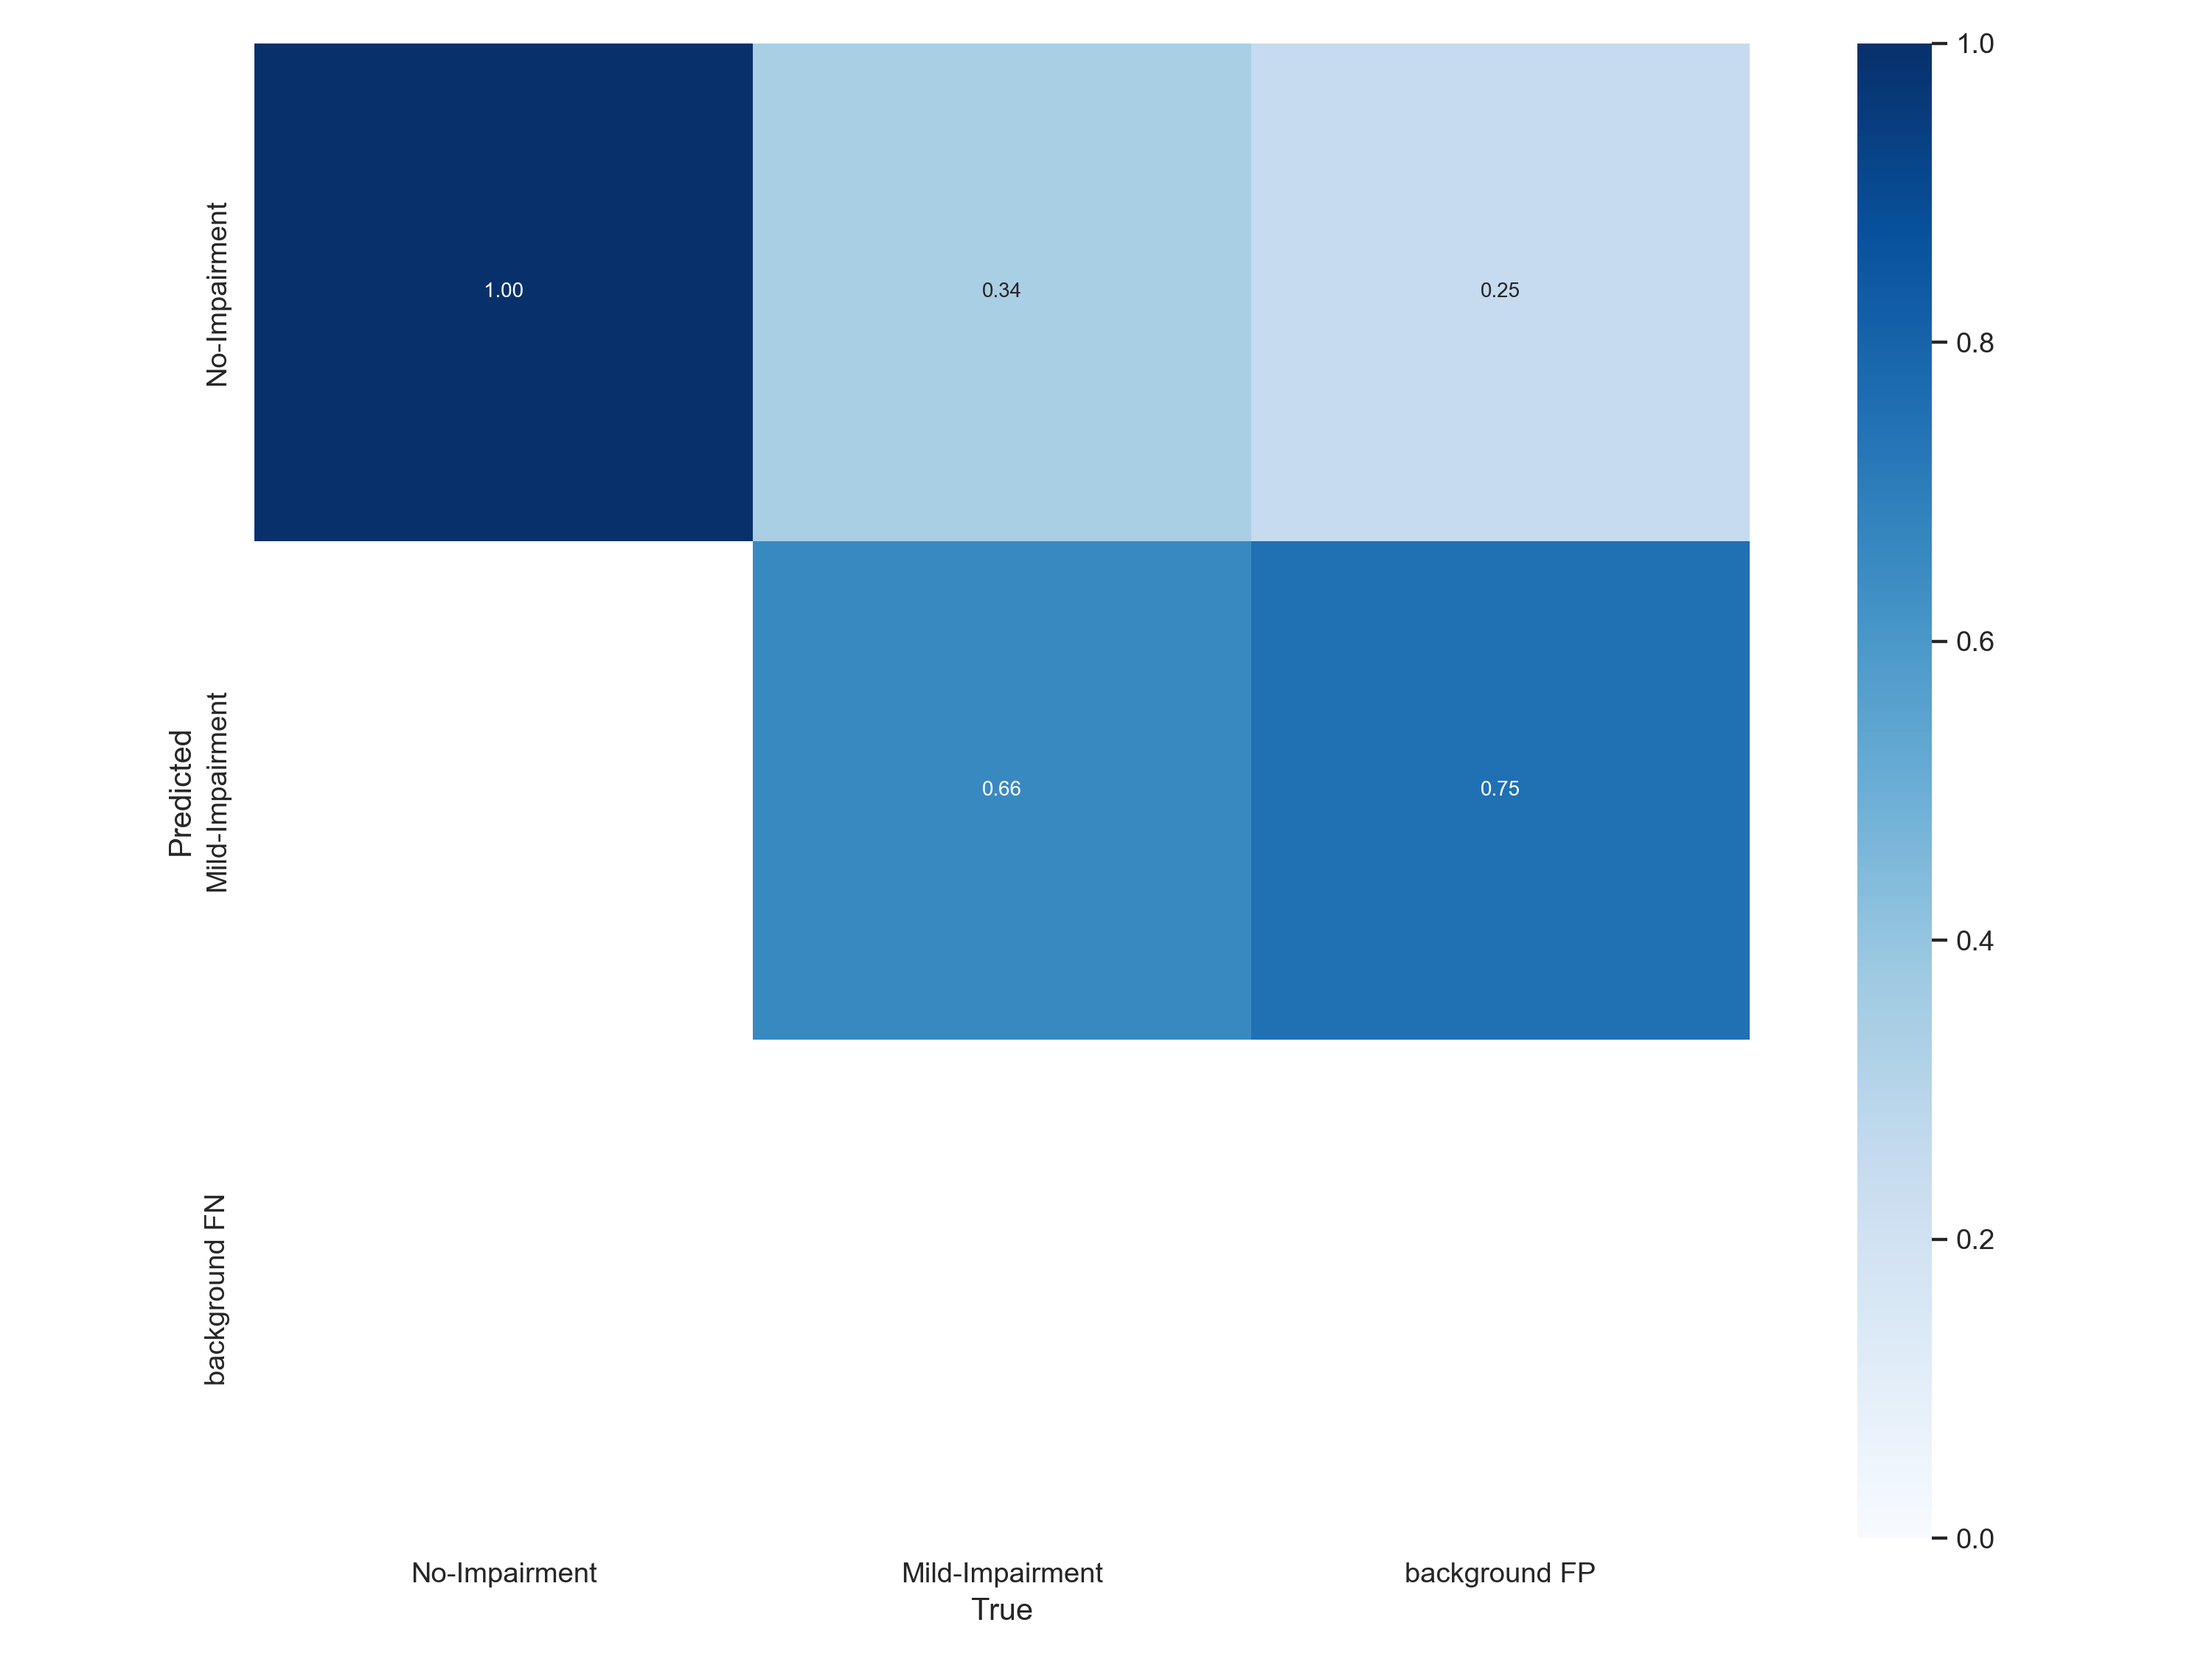 No-Impairment
1.00
0.34
0.25
Predicted
Mild-Impairment
0.66
0.75
background FN
No-Impairment
Mild-Impairment
background FP
True
1.0
0.8
0.6
0.4
0.2
0.0